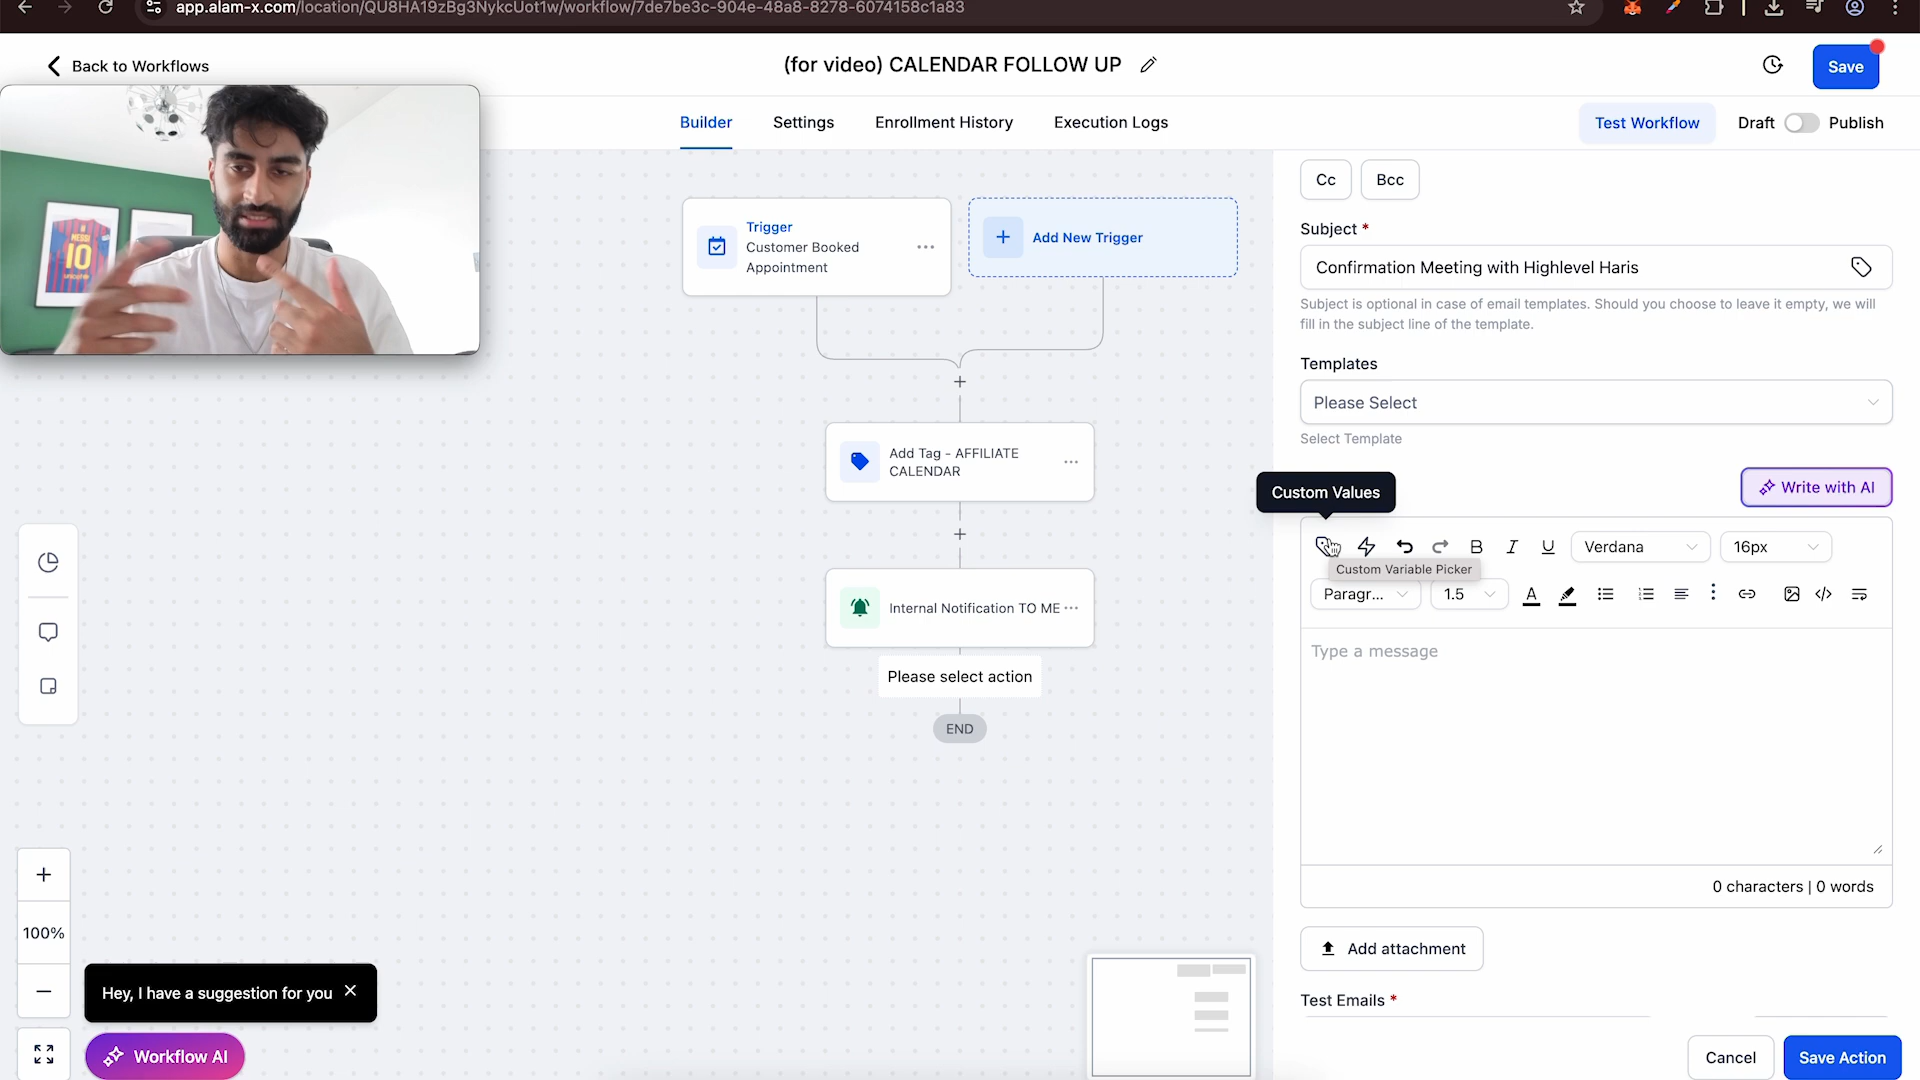 app.alam-x.com/location/QU8HA19zBg3NykcUot1w/workflow/7de7be3c-904e-48a8-8278-6074158c1a83
Back to Workflows
(for video) CALENDAR FOLLOW UP
Save
Builder
Settings
Enrollment History
Execution Logs
Test Workflow
Draft
Publish
MESSI
10
unicef
Trigger
Customer Booked
Appointment
Add New Trigger
Add Tag - AFFILIATE
CALENDAR
Internal Notification TO ME
Please select action
END
Cc
Bcc
Subject *
Confirmation Meeting with Highlevel Haris
Subject is optional in case of email templates. Should you choose to leave it empty, we will
fill in the subject line of the template.
Templates
Please Select
Select Template
Custom Values
Write with AI
B
I
U
Verdana
16px
Custom Variable Picker
Paragr...
1.5
A
Type a message
0 characters | 0 words
Add attachment
Test Emails *
Cancel
Save Action
100%
Hey, I have a suggestion for you
Workflow AI